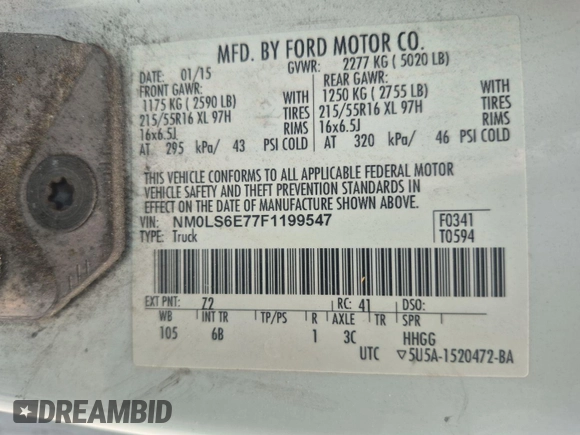 MFD. BY FORD MOTOR CO.
DATE: 01/15 GVWR: 2277 KG ( 5020 LB)
FRONT GAWR: REAR GAWR:
1175 KG ( 2590 LB) WITH 1250 KG ( 2755 LB) WITH
215/55R16 XL 97H TIRES 215/55R16 XL 97H TIRES
16x6.5J RIMS 16x6.5J RIMS
AT 295 kPa/ 43 PSI COLD AT 320 kPa/ 46 PSI COLD
THIS VEHICLE CONFORMS TO ALL APPLICABLE FEDERAL MOTOR
VEHICLE SAFETY AND THEFT PREVENTION STANDARDS IN
EFFECT ON THE DATE OF MANUFACTURE SHOWN ABOVE.
VIN: NM0LS6E77F1199547 F0341
TYPE: Truck T0594
EXT PNT: 72 RC: 41 DSO:
WB INT TR TP/PS R AXLE TR SPR
105 6B 1 3C HHGG
UTC ▽5U5A-1520472-BA
DREAMBID